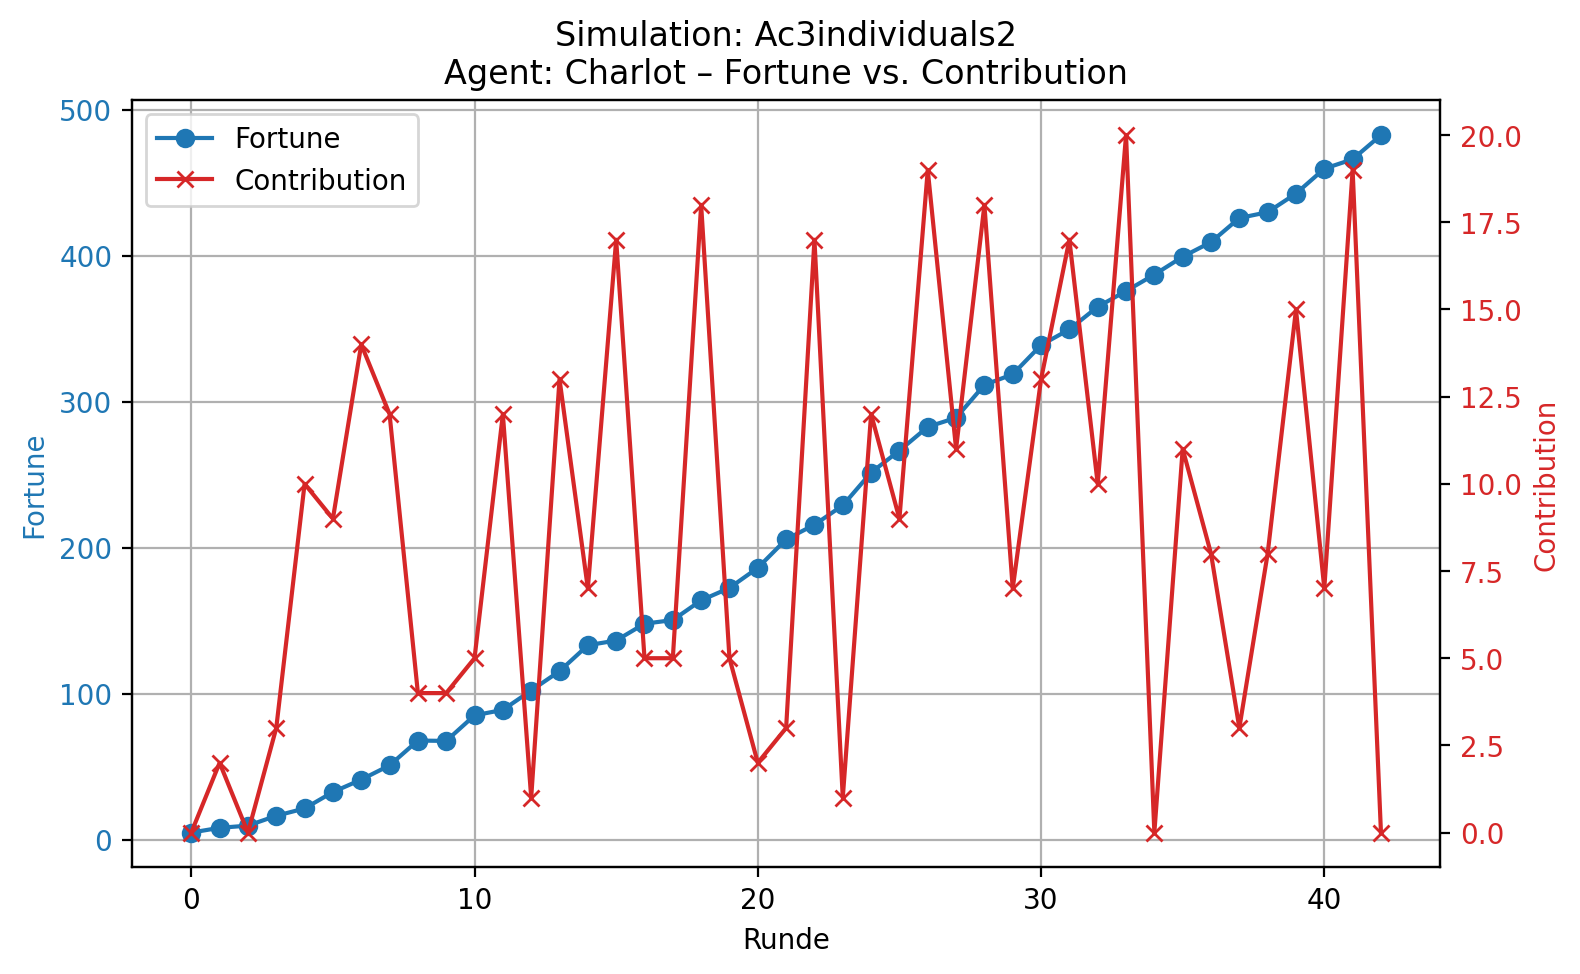 Simulation: Ac3individuals2
Agent: Charlot – Fortune vs. Contribution
Fortune
Contribution
500
400
300
200
100
0
Fortune
20.0
17.5
15.0
12.5
10.0
7.5
5.0
2.5
0.0
Contribution
0
10
20
30
40
Runde